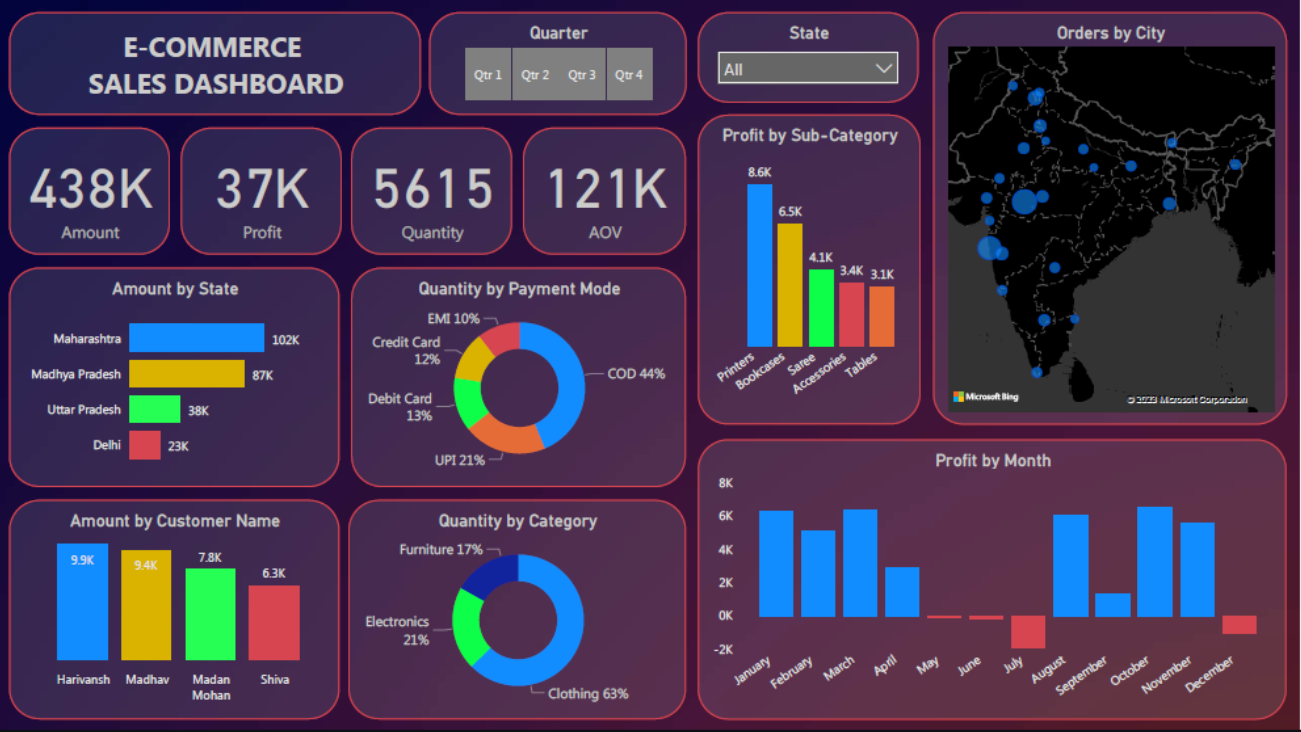 E-COMMERCE
SALES DASHBOARD
Quarter
Qtr 1 Qtr 2 Qtr 3 Qtr 4
State
All
Orders by City
Microsoft Bing
© 2023 Microsoft Corporation
438K
Amount
37K
Profit
5615
Quantity
121K
AOV
Profit by Sub-Category
8.6K
6.5K
4.1K
3.4K
3.1K
Printers
Bookcases
Saree
Accessories
Tables
Amount by State
Maharashtra 102K
Madhya Pradesh 87K
Uttar Pradesh 38K
Delhi 23K
Quantity by Payment Mode
EMI 10%
Credit Card
12%
Debit Card
13%
UPI 21%
COD 44%
Profit by Month
8K
6K
4K
2K
0K
-2K
January
February
March
April
May
June
July
August
September
October
November
December
Amount by Customer Name
9.9K
9.4K
7.8K
6.3K
Harivansh
Madhav
Madan
Mohan
Shiva
Quantity by Category
Furniture 17%
Electronics
21%
Clothing 63%